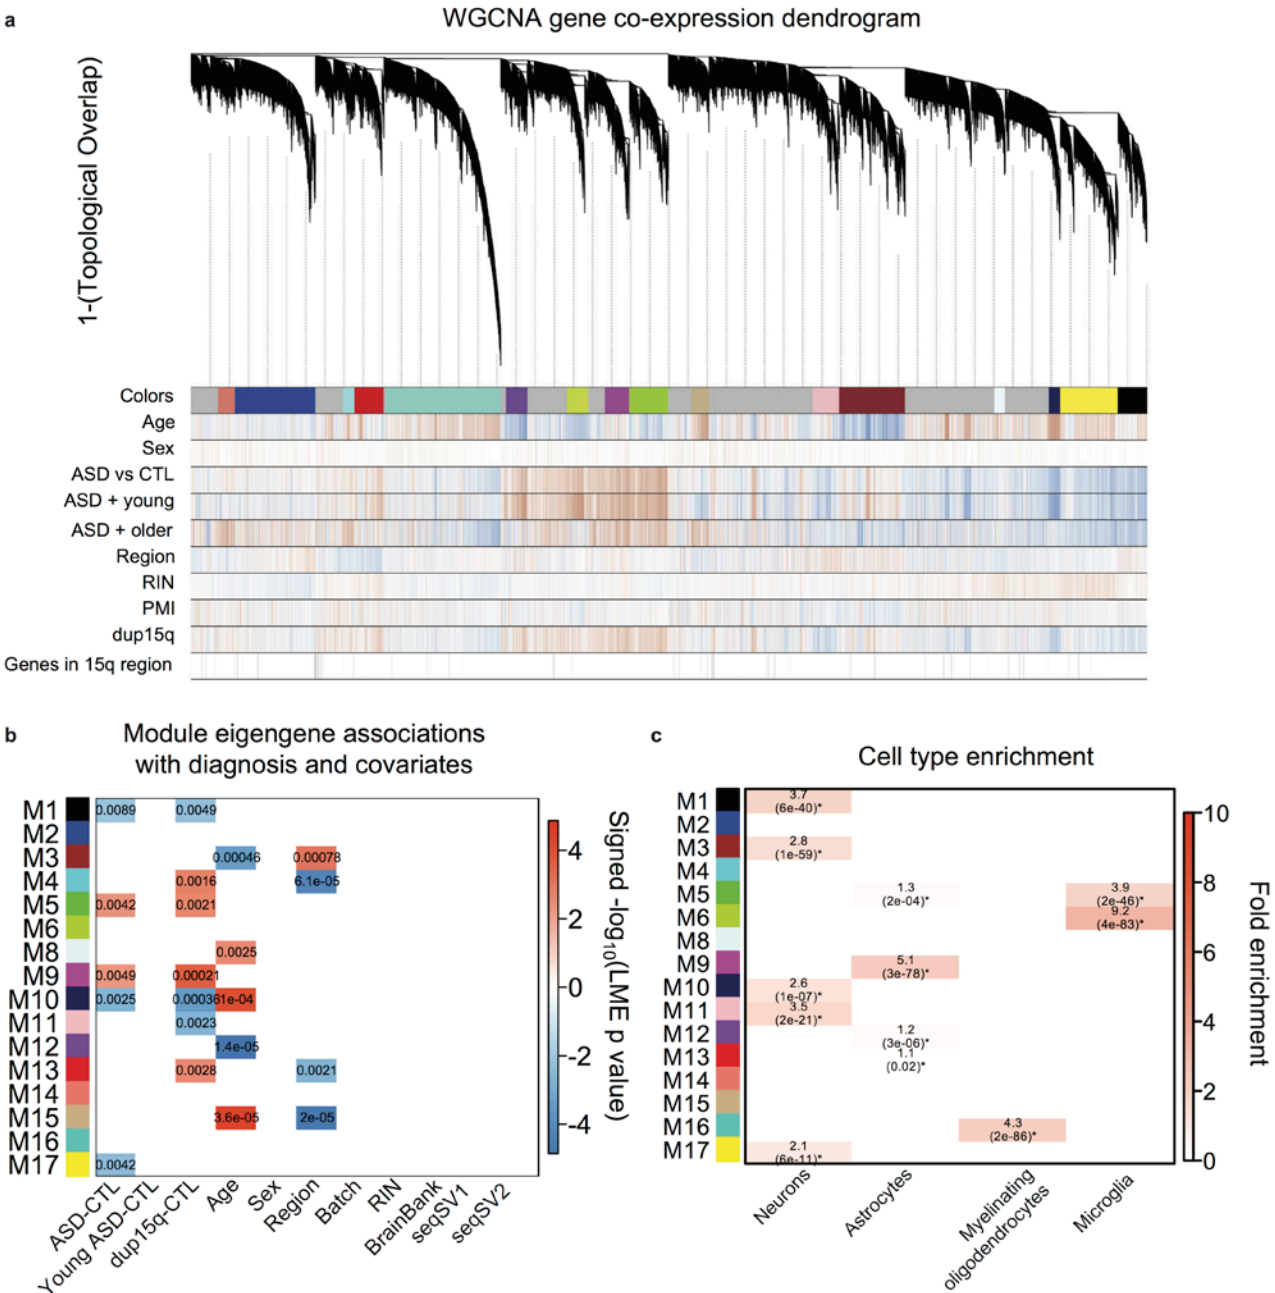 a
WGCNA gene co-expression dendrogram
1-(Topological Overlap)
Colors
Age
Sex
ASD vs CTL
ASD + young
ASD + older
Region
RIN
PMI
dup15q
Genes in 15q region
b
Module eigengene associations
with diagnosis and covariates
M1 0.0089 0.0049
M2
M3 0.00046 0.00078
M4 0.0016 6.1e-05
M5 0.0042 0.0021
M6
M8 0.0025
M9 0.0049 0.00021
M10 0.0025 0.00036 1e-04
M11 0.0023
M12 1.4e-05
M13 0.0028 0.0021
M14
M15 3.6e-05 2e-05
M16
M17 0.0042
ASD-CTL
Young ASD-CTL
dup15q-CTL
Age
Sex
Region
Batch
RIN
BrainBank
seqSV1
seqSV2
4
2
0
-2
-4
Signed -log10(LME p value)
c
Cell type enrichment
M1 3.7
(6e-40)*
M2
M3 2.8
(1e-59)*
M4
M5 1.3 3.9
(2e-04)* (2e-46)*
M6 9.2
(4e-83)*
M8
M9 5.1
(3e-78)*
M10 2.6
(1e-07)*
M11 3.5
(2e-21)*
M12 1.2
(3e-06)*
M13 1.1
(0.02)*
M14
M15
M16 4.3
(2e-86)*
M17 2.1
(6e-11)*
Neurons
Astrocytes
Myelinating
oligodendrocytes
Microglia
10
8
6
4
2
0
Fold enrichment